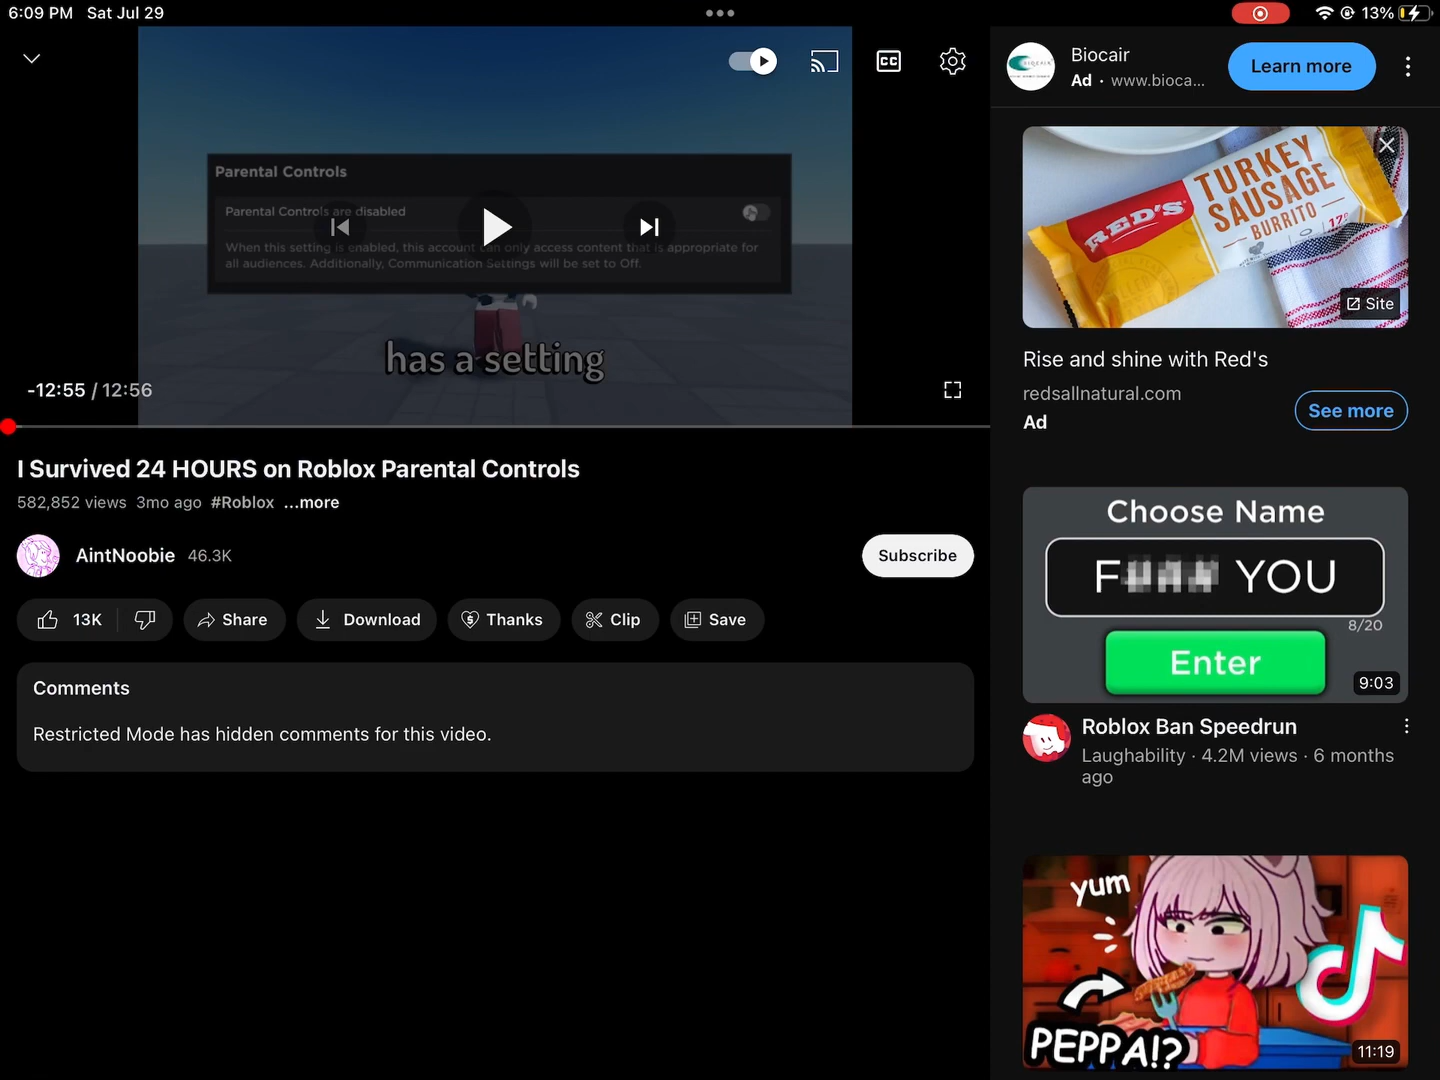 6:09 PM Sat Jul 29
13%
CC
Parental Controls
Parental Controls are disabled
When this setting is enabled, this account can only access content that is appropriate for
all audiences. Additionally, Communication Settings will be set to Off.
has a setting
-12:55 / 12:56
I Survived 24 HOURS on Roblox Parental Controls
582,852 views 3mo ago #Roblox ...more
AintNoobie 46.3K
Subscribe
13K
Share
Download
Thanks
Clip
Save
Comments
Restricted Mode has hidden comments for this video.
Biocair
Ad · www.bioca...
Learn more
RED'S
TURKEY
SAUSAGE
BURRITO
Site
Rise and shine with Red's
redsallnatural.com
Ad
See more
Choose Name
F YOU
8/20
Enter
9:03
Roblox Ban Speedrun
Laughability · 4.2M views · 6 months
ago
yum
PEPPA!?
11:19